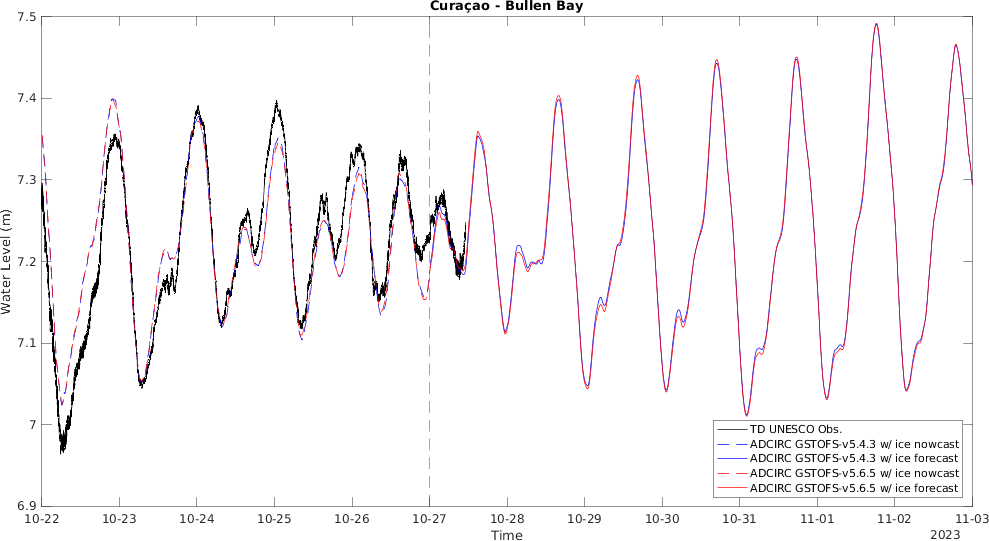 Curaçao - Bullen Bay
7.5
7.4
7.3
7.2
7.1
7
6.9
Water Level (m)
TD UNESCO Obs.
ADCIRC GSTOFS-v5.4.3 w/ ice nowcast
ADCIRC GSTOFS-v5.4.3 w/ ice forecast
ADCIRC GSTOFS-v5.6.5 w/ ice nowcast
ADCIRC GSTOFS-v5.6.5 w/ ice forecast
10-22 10-23 10-24 10-25 10-26 10-27 10-28 10-29 10-30 10-31 11-01 11-02 11-03
Time 2023